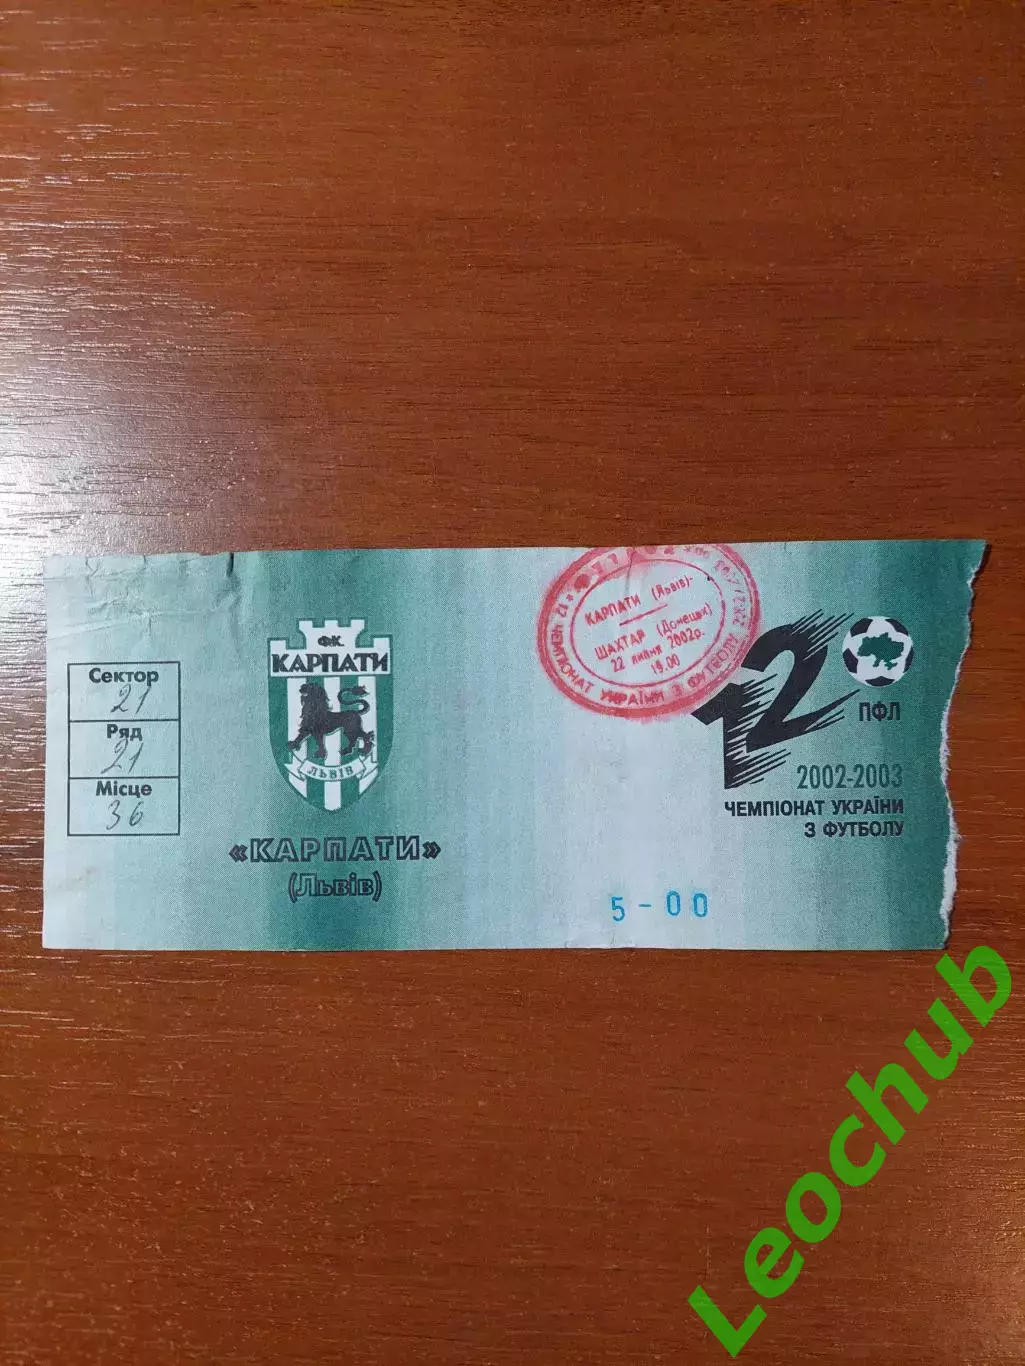 Сектор
21
Ряд
21
Місце
36
ФК
КАРПАТИ
ЛЬВІВ
«КАРПАТИ»
(Львів)
12 ЧЕМПІОНАТ УКРАЇНИ З ФУТБОЛУ
КАРПАТИ (Львів)-
ШАХТАР (Донецьк)
22 липня 2002р.
19.00
12
ПФЛ
2002-2003
ЧЕМПІОНАТ УКРАЇНИ
З ФУТБОЛУ
5-00
Leochub